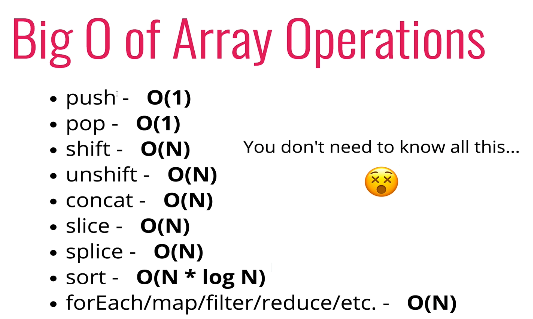 Big O of Array Operations
• push - O(1)
• pop - O(1)
• shift - O(N)
You don't need to know all this...
• unshift - O(N)
• concat - O(N)
• slice - O(N)
• splice - O(N)
• sort - O(N * log N)
• forEach/map/filter/reduce/etc. - O(N)